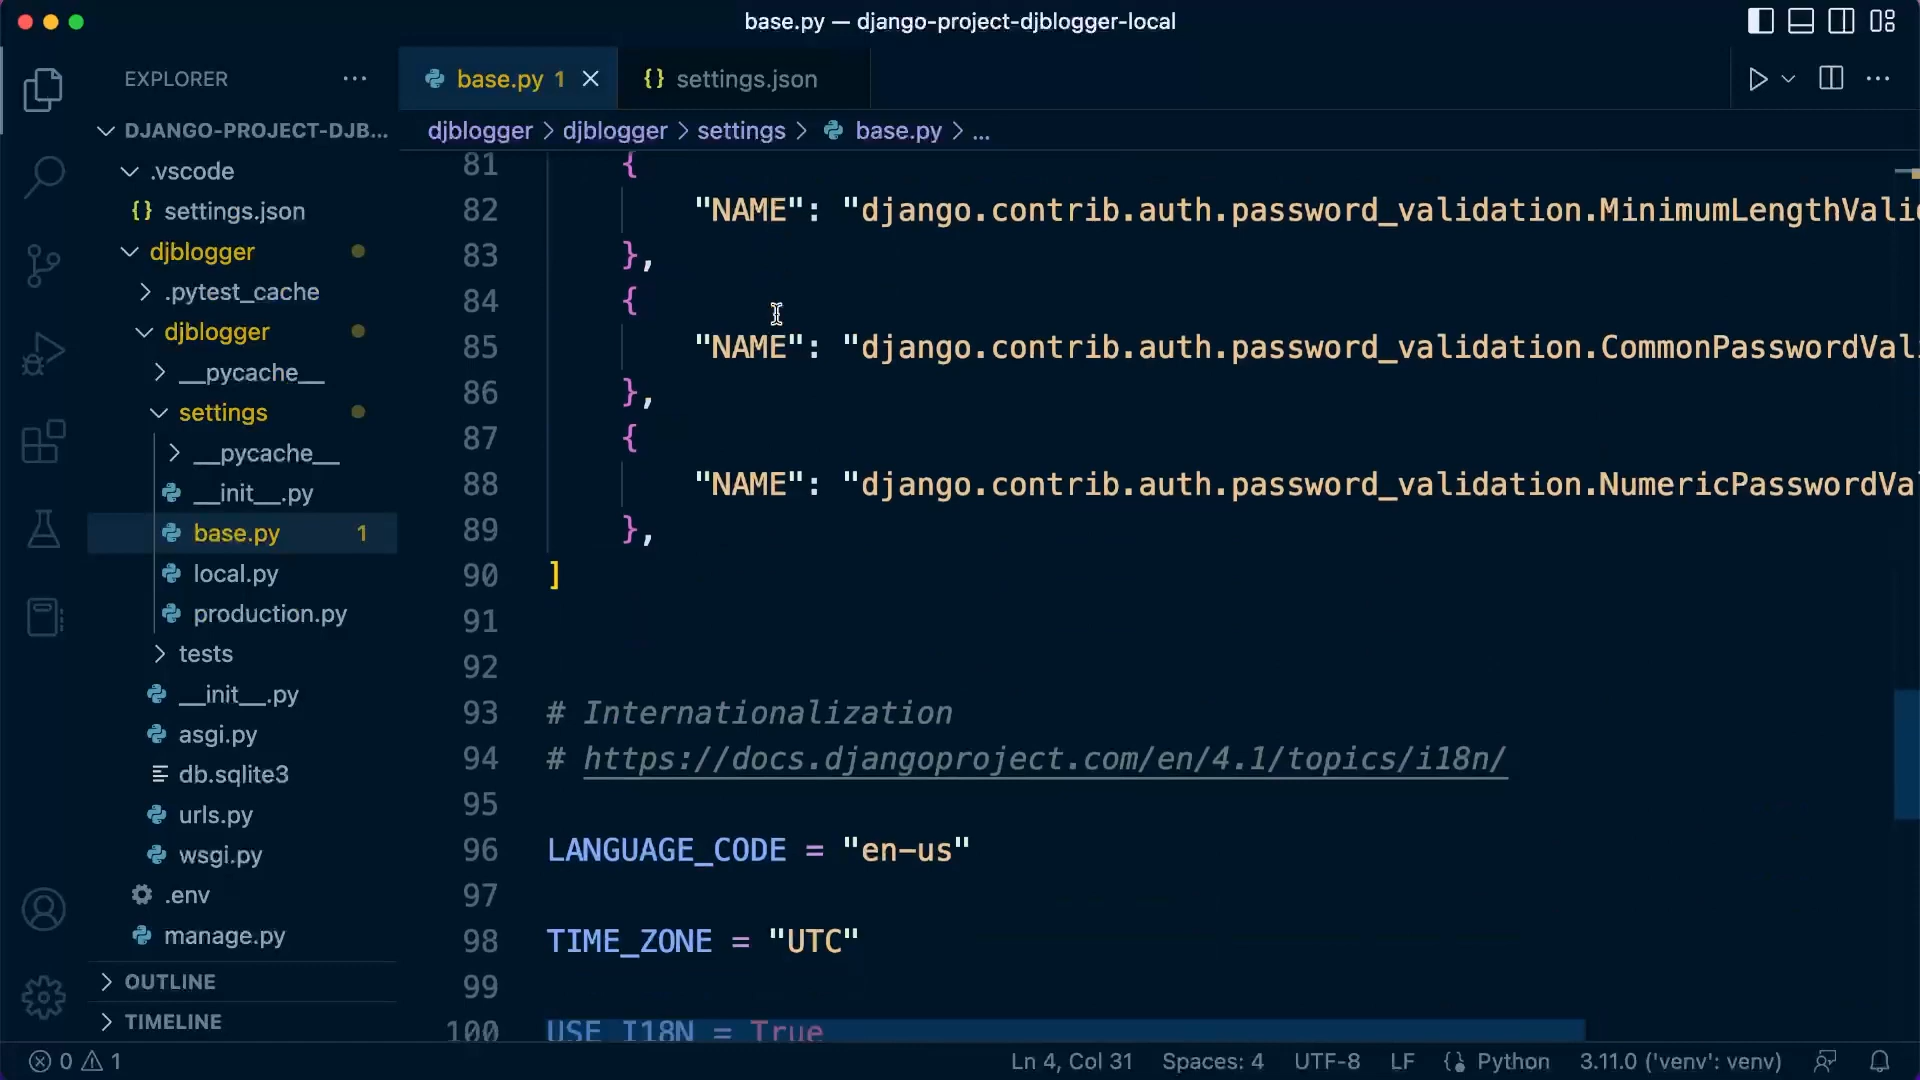 base.py — django-project-djblogger-local
EXPLORER
base.py 1
{} settings.json
DJANGO-PROJECT-DJB...
djblogger > djblogger > settings > base.py > ...
.vscode
{} settings.json
djblogger
.pytest_cache
djblogger
__pycache__
settings
__pycache__
__init__.py
base.py 1
local.py
production.py
tests
__init__.py
asgi.py
db.sqlite3
urls.py
wsgi.py
.env
manage.py
OUTLINE
TIMELINE
81 {
82 "NAME": "django.contrib.auth.password_validation.MinimumLengthVali
83 },
84 {
85 "NAME": "django.contrib.auth.password_validation.CommonPasswordVal
86 },
87 {
88 "NAME": "django.contrib.auth.password_validation.NumericPasswordVa
89 },
90 ]
91
92
93 # Internationalization
94 # https://docs.djangoproject.com/en/4.1/topics/i18n/
95
96 LANGUAGE_CODE = "en-us"
97
98 TIME_ZONE = "UTC"
99
100 USE_I18N = True
0 1
Ln 4, Col 31 Spaces: 4 UTF-8 LF Python 3.11.0 ('venv': venv)